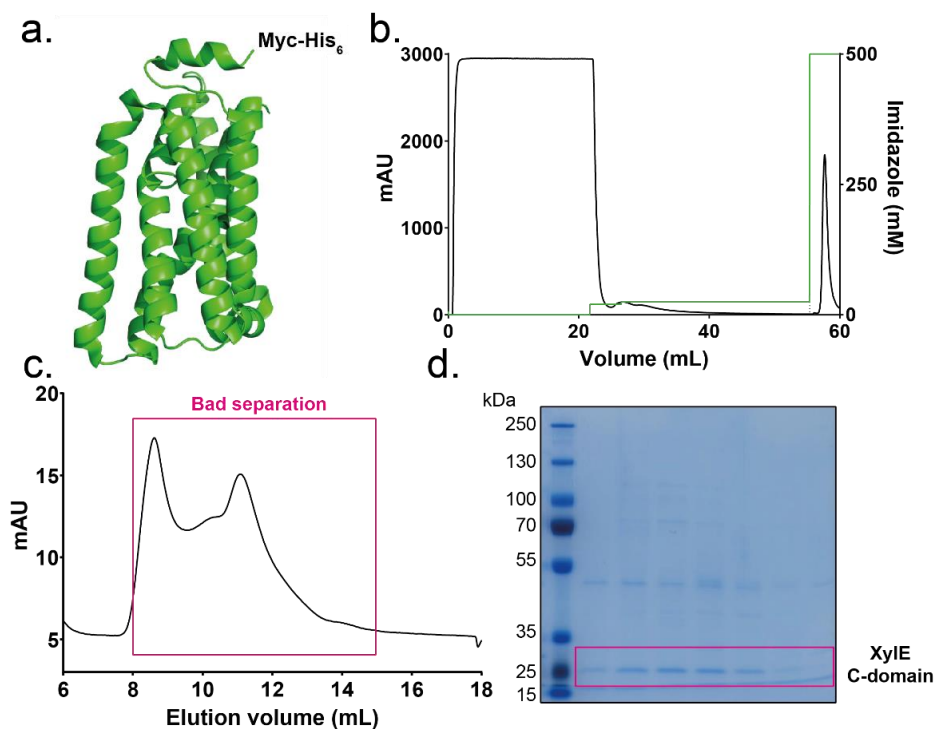 a.
Myc-His₆
b.
3000
2000
1000
0
mAU
0
20
40
60
Volume (mL)
500
250
0
Imidazole (mM)
c.
20
15
10
5
mAU
Bad separation
6
8
10
12
14
16
18
Elution volume (mL)
d.
kDa
250
130
100
70
55
35
25
15
XylE
C-domain